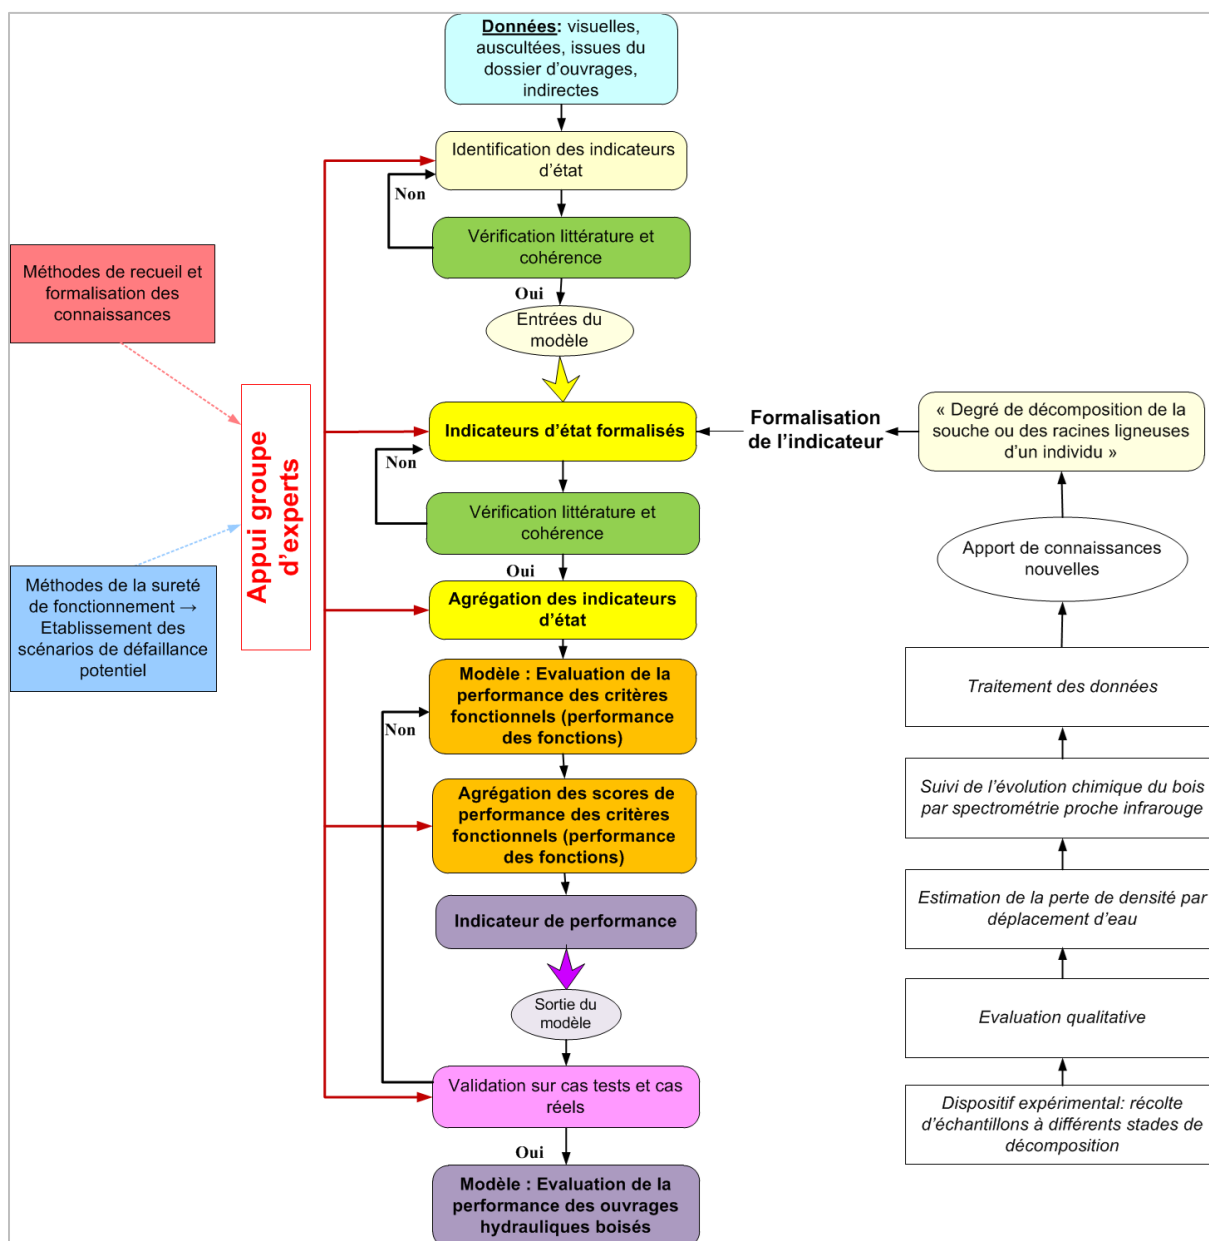 Données: visuelles,
auscultées, issues du
dossier d'ouvrages,
indirectes
Identification des indicateurs
d'état
Non
Vérification littérature et
cohérence
Oui
Entrées du
modèle
Méthodes de recueil et
formalisation des
connaissances
Appui groupe
d'experts
Méthodes de la sureté
de fonctionnement →
Etablissement des
scénarios de défaillance
potentiel
Indicateurs d'état formalisés
Non
Formalisation
de l'indicateur
« Degré de décomposition de la
souche ou des racines ligneuses
d'un individu »
Vérification littérature et
cohérence
Oui
Apport de connaissances
nouvelles
Agrégation des indicateurs
d'état
Traitement des données
Modèle : Evaluation de la
performance des critères
fonctionnels (performance
des fonctions)
Non
Suivi de l'évolution chimique du bois
par spectrométrie proche infrarouge
Agrégation des scores de
performance des critères
fonctionnels (performance
des fonctions)
Estimation de la perte de densité par
déplacement d'eau
Indicateur de performance
Sortie du
modèle
Evaluation qualitative
Validation sur cas tests et cas
réels
Dispositif expérimental: récolte
d'échantillons à différents stades de
décomposition
Oui
Modèle : Evaluation de la
performance des ouvrages
hydrauliques boisés